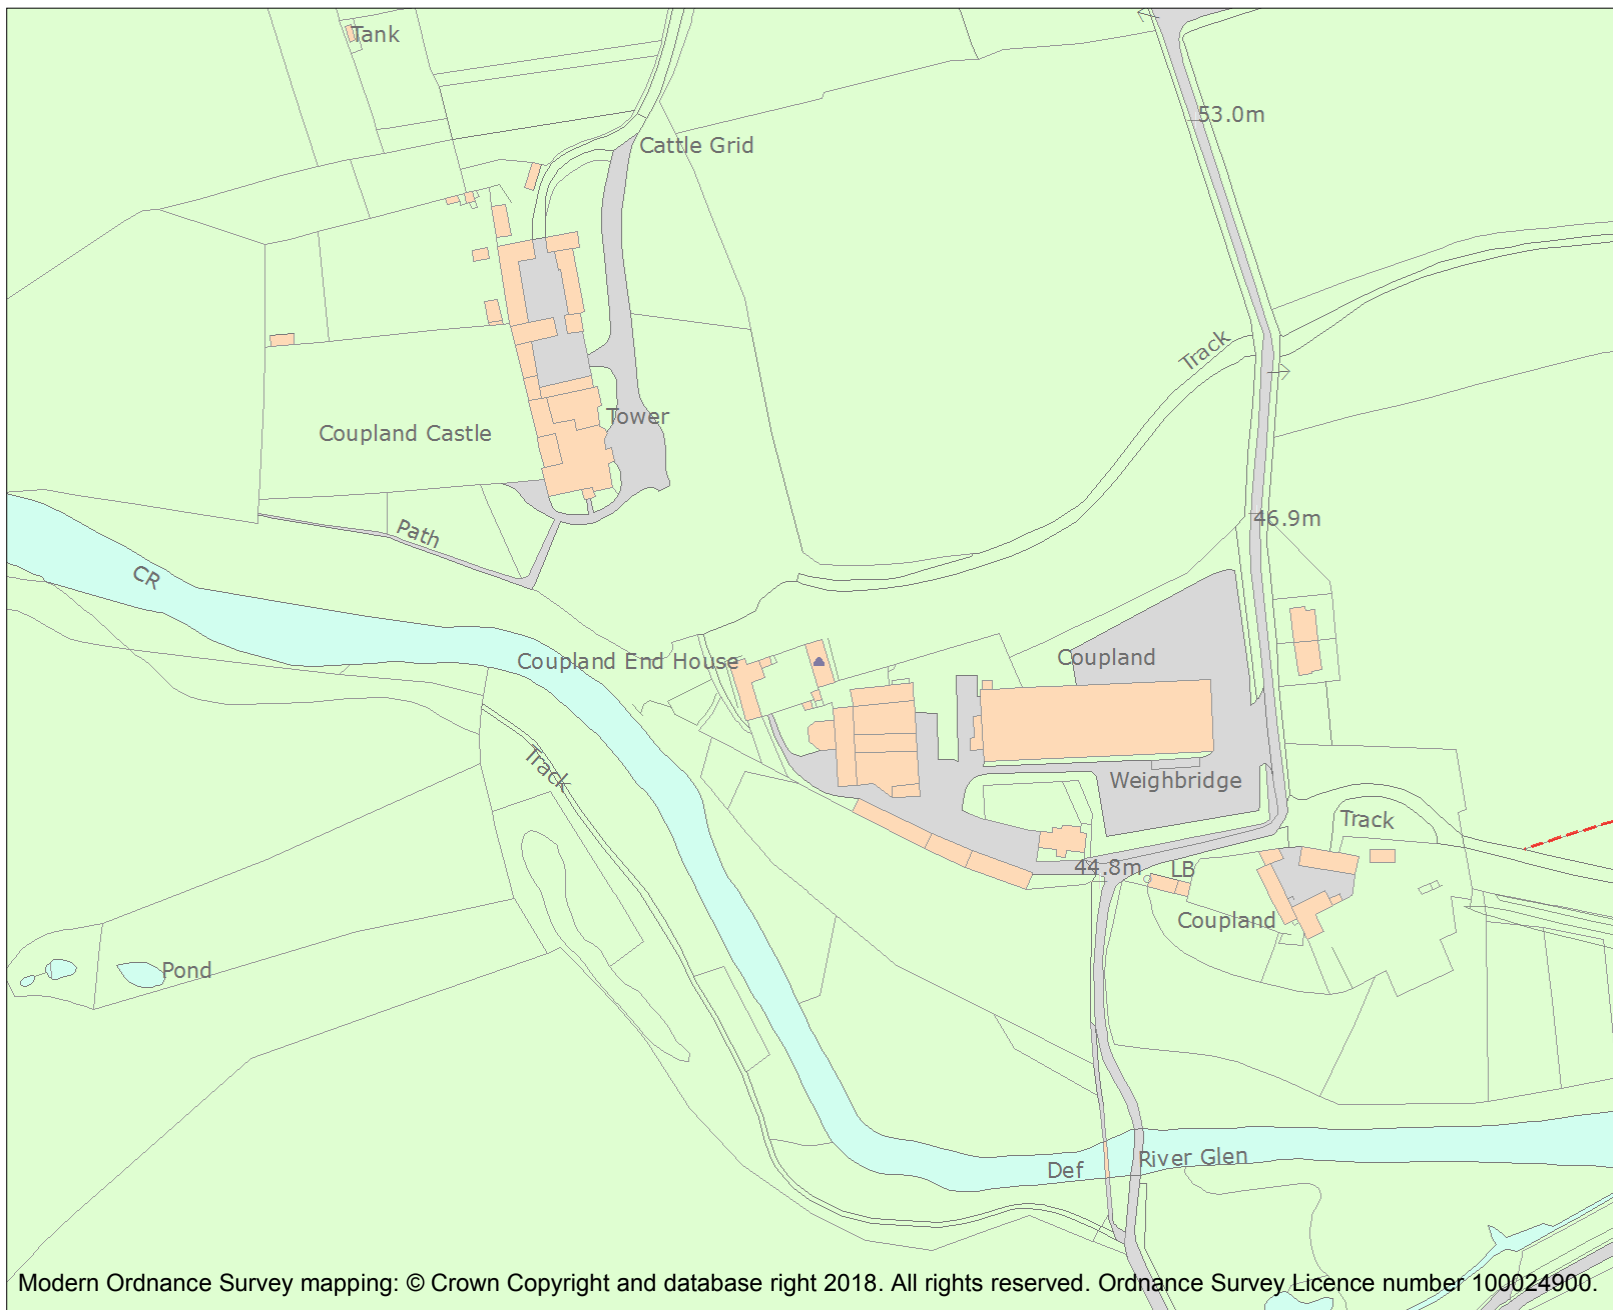 Tank
53.0m
Cattle Grid
Track
Tower
Coupland Castle
46.9m
Path
CR
Coupland End House
Coupland
Track
Weighbridge
Track
44.8m
LB
Coupland
Pond
River Glen
Def
Modern Ordnance Survey mapping: © Crown Copyright and database right 2018. All rights reserved. Ordnance Survey Licence number 100024900.